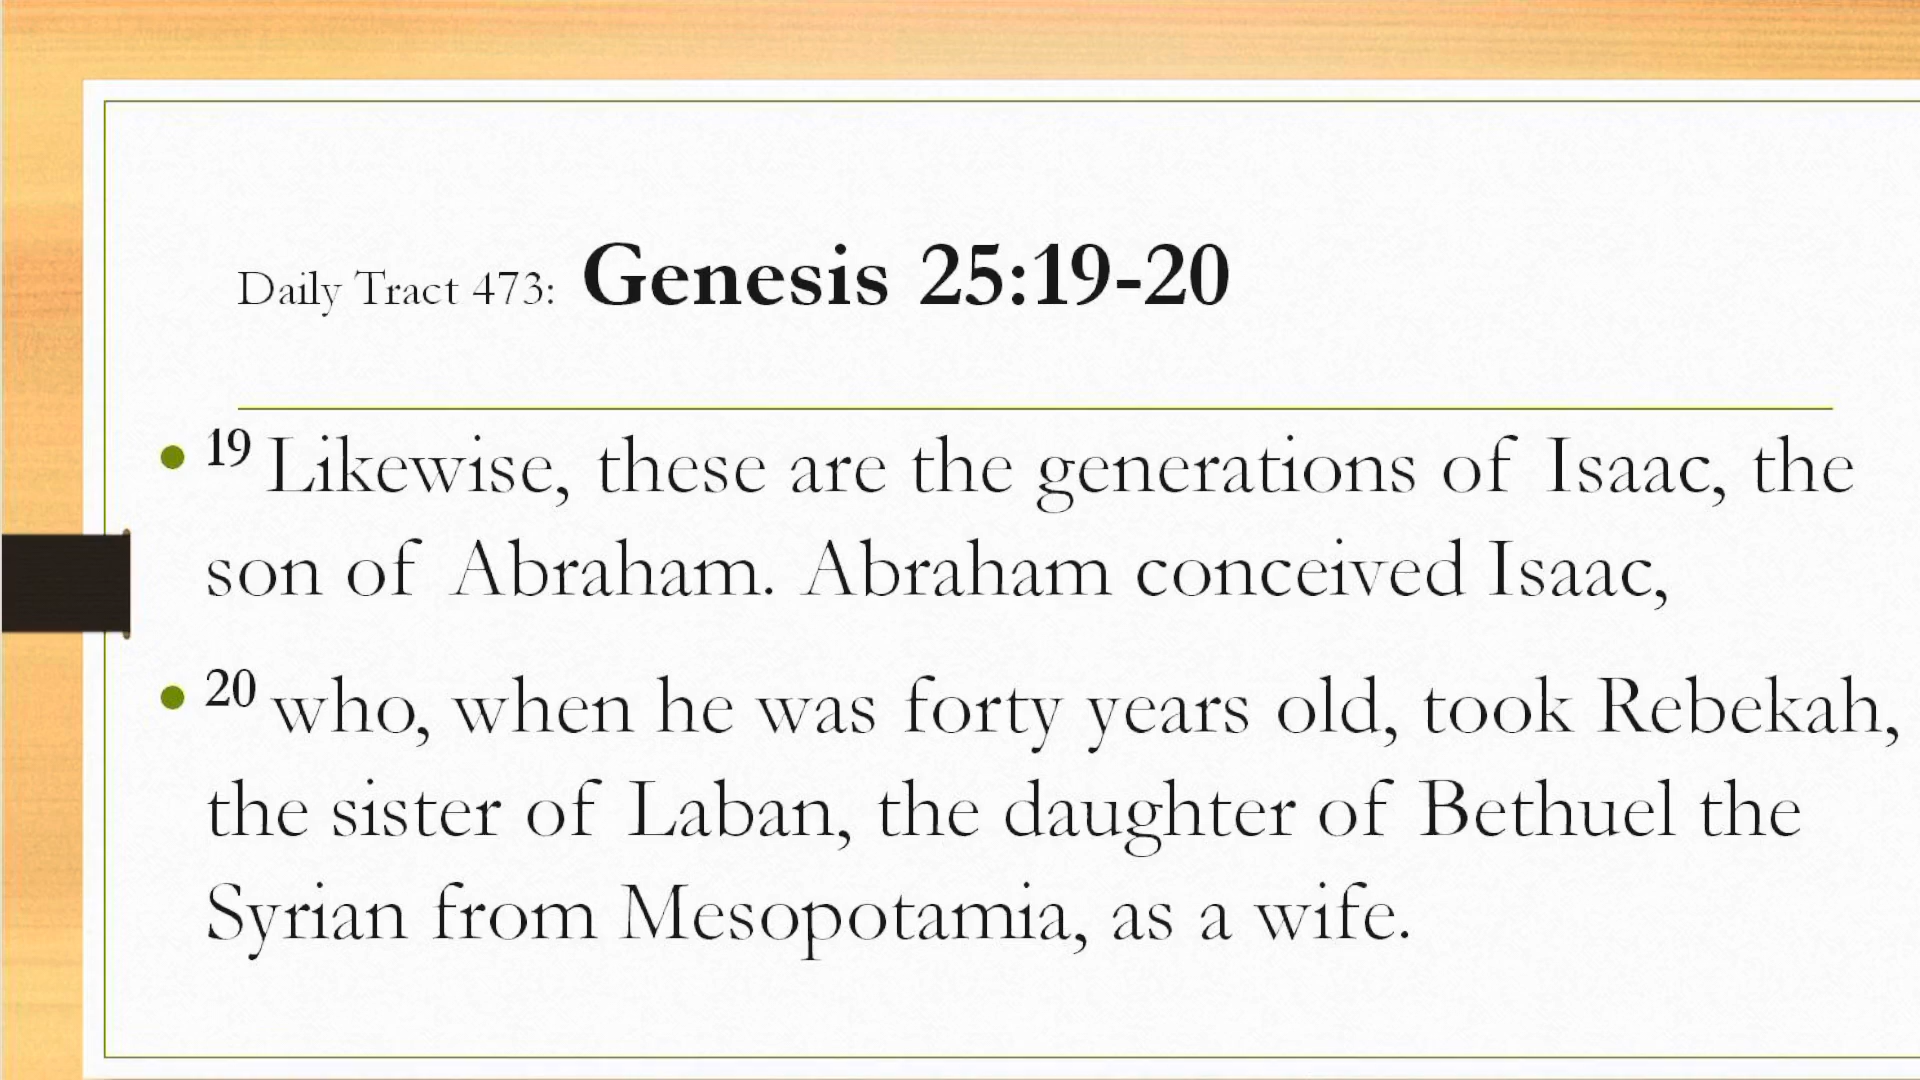 Daily Tract 473: Genesis 25:19-20
• 19 Likewise, these are the generations of Isaac, the
son of Abraham. Abraham conceived Isaac,
• 20 who, when he was forty years old, took Rebekah,
the sister of Laban, the daughter of Bethuel the
Syrian from Mesopotamia, as a wife.